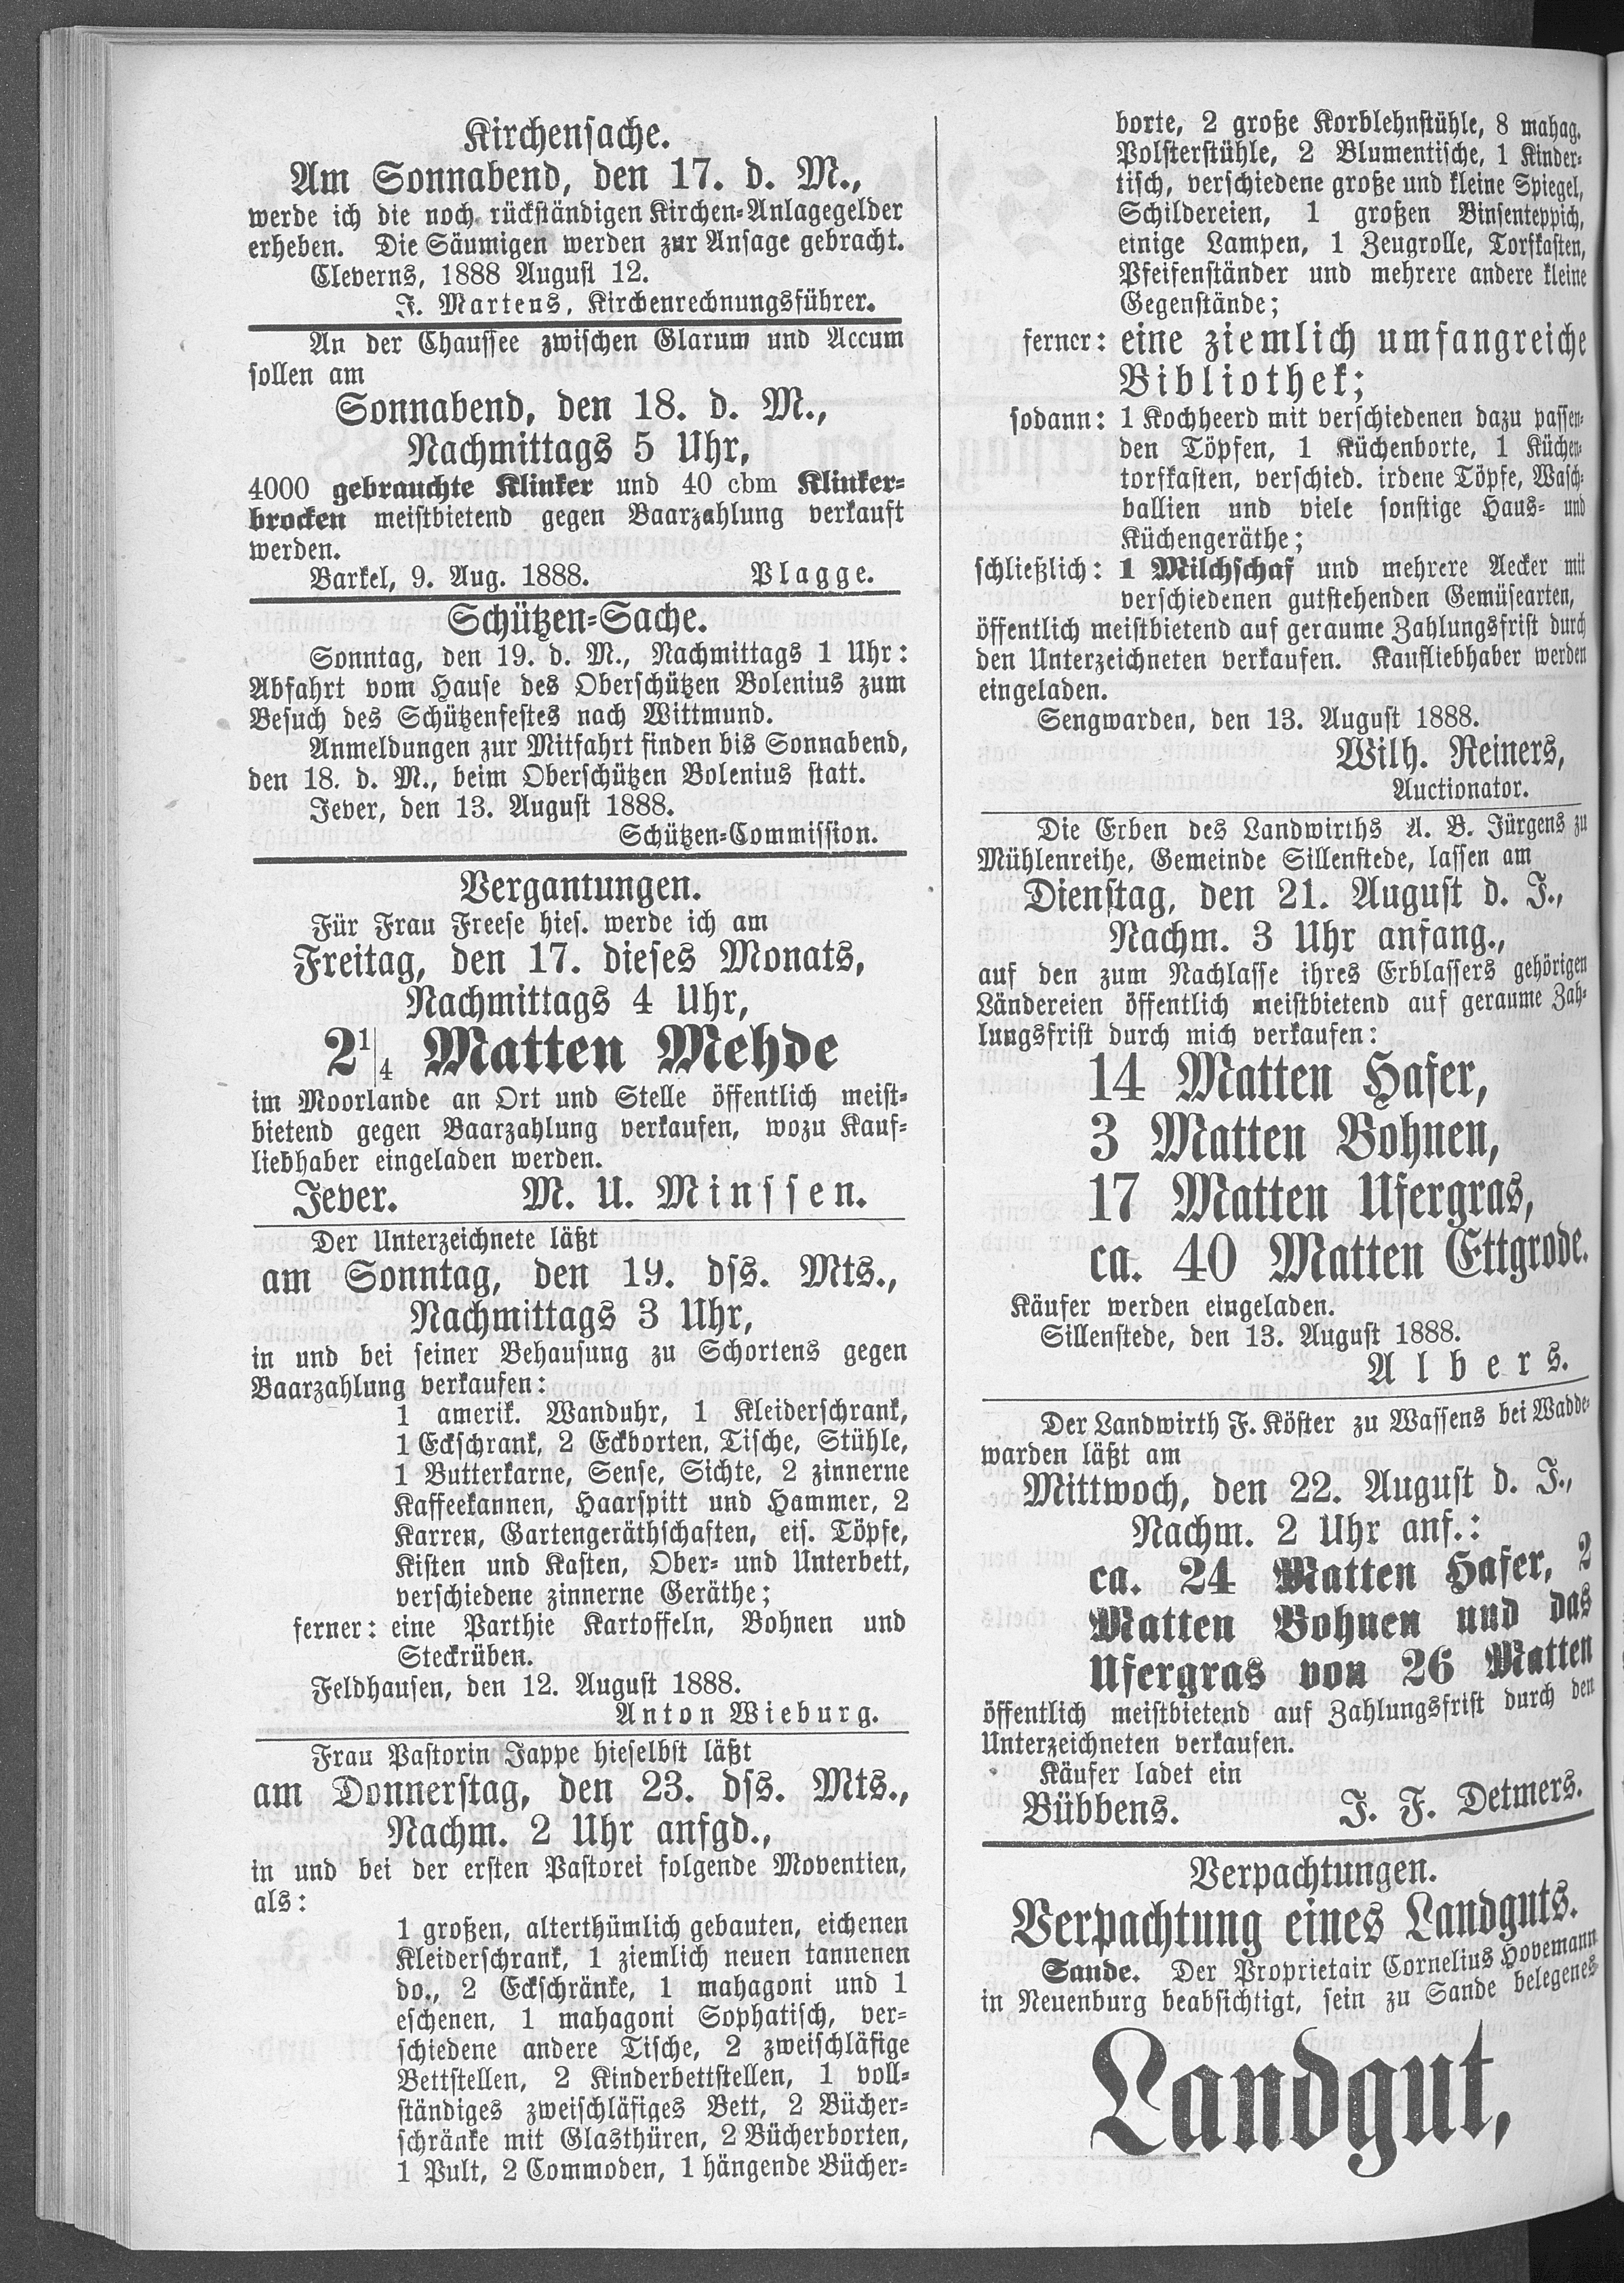 Kirchensache.
Am Sonnabend, den 17. d. M.,
werde ich die noch rückständigen Kirchen-Anlagegelder
erheben. Die Säumigen werden zur Ansage gebracht.
Cleverns, 1888 August 12.
J. Martens, Kirchenrechnungsführer.
An der Chaussee zwischen Glarum und Accum
sollen am
Sonnabend, den 18. d. M.,
Nachmittags 5 Uhr,
4000 gebrauchte Klinker und 40 cbm Klinker-
brocken meistbietend gegen Baarzahlung verkauft
werden.
Barkel, 9. Aug. 1888. Plagge.
Schützen-Sache.
Sonntag, den 19. d. M., Nachmittags 1 Uhr:
Abfahrt vom Hause des Oberschützen Bolenius zum
Besuch des Schützenfestes nach Wittmund.
Anmeldungen zur Mitfahrt finden bis Sonnabend,
den 18. d. M., beim Oberschützen Bolenius statt.
Jever, den 13. August 1888.
Schützen-Commission.
Vergantungen.
Für Frau Freese hies. werde ich am
Freitag, den 17. dieses Monats,
Nachmittags 4 Uhr,
2 1/4 Matten Mehde
im Moorlande an Ort und Stelle öffentlich meist-
bietend gegen Baarzahlung verkaufen, wozu Kauf-
liebhaber eingeladen werden.
Jever. M. U. Minssen.
Der Unterzeichnete läßt
am Sonntag, den 19. dss. Mts.,
Nachmittags 3 Uhr,
in und bei seiner Behausung zu Schortens gegen
Baarzahlung verkaufen:
1 amerik. Wanduhr, 1 Kleiderschrank,
1 Eckschrank, 2 Eckborten, Tische, Stühle,
1 Butterkarne, Sense, Sichte, 2 zinnerne
Kaffeekannen, Haarspitt und Hammer, 2
Karren, Gartengeräthschaften, eis. Töpfe,
Kisten und Kasten, Ober- und Unterbett,
verschiedene zinnerne Geräthe;
ferner: eine Parthie Kartoffeln, Bohnen und
Steckrüben.
Feldhausen, den 12. August 1888.
Anton Wieburg.
Frau Pastorin Jappe hieselbst läßt
am Donnerstag, den 23. dss. Mts.,
Nachm. 2 Uhr anfgd.,
in und bei der ersten Pastorei folgende Moventien,
als:
1 großen, alterthümlich gebauten, eichenen
Kleiderschrank, 1 ziemlich neuen tannenen
do., 2 Eckschränke, 1 mahagoni und 1
eschenen, 1 mahagoni Sophatisch, ver-
schiedene andere Tische, 2 zweischläfige
Bettstellen, 2 Kinderbettstellen, 1 voll-
ständiges zweischläfiges Bett, 2 Bücher-
schränke mit Glasthüren, 2 Bücherborten,
1 Pult, 2 Commoden, 1 hängende Bücher-
borte, 2 große Korblehnstühle, 8 mahag.
Polsterstühle, 2 Blumentische, 1 Kinder-
tisch, verschiedene große und kleine Spiegel,
Schildereien, 1 großen Binsenteppich,
einige Lampen, 1 Zeugrolle, Torfkasten,
Pfeifenständer und mehrere andere kleine
Gegenstände;
ferner: eine ziemlich umfangreiche
Bibliothek;
sodann: 1 Kochheerd mit verschiedenen dazu passen-
den Töpfen, 1 Küchenborte, 1 Küchen-
torfkasten, verschied. irdene Töpfe, Wasch-
ballien und viele sonstige Haus- und
Küchengeräthe;
schließlich: 1 Milchschaf und mehrere Aecker mit
verschiedenen gutstehenden Gemüsearten,
öffentlich meistbietend auf geraume Zahlungsfrist durch
den Unterzeichneten verkaufen. Kaufliebhaber werden
eingeladen.
Sengwarden, den 13. August 1888.
Wilh. Reiners,
Auctionator.
Die Erben des Landwirths A. B. Jürgens zu
Mühlenreihe, Gemeinde Sillenstede, lassen am
Dienstag, den 21. August d. J.,
Nachm. 3 Uhr anfang.,
auf den zum Nachlasse ihres Erblassers gehörigen
Ländereien öffentlich meistbietend auf geraume Zah-
lungsfrist durch mich verkaufen:
14 Matten Hafer,
3 Matten Bohnen,
17 Matten Ufergras,
ca. 40 Matten Ettgrode.
Käufer werden eingeladen.
Sillenstede, den 13. August 1888.
Albers.
Der Landwirth F. Köster zu Wassens bei Wadde-
warden läßt am
Mittwoch, den 22. August d. J.,
Nachm. 2 Uhr anf.:
ca. 24 Matten Hafer, 2
Matten Bohnen und das
Ufergras von 26 Matten
öffentlich meistbietend auf Zahlungsfrist durch den
Unterzeichneten verkaufen.
Käufer ladet ein
Bübbens. J. F. Detmers.
Verpachtungen.
Verpachtung eines Landguts.
Sande. Der Proprietair Cornelius Hovemann
in Neuenburg beabsichtigt, sein zu Sande belegenes
Landgut,